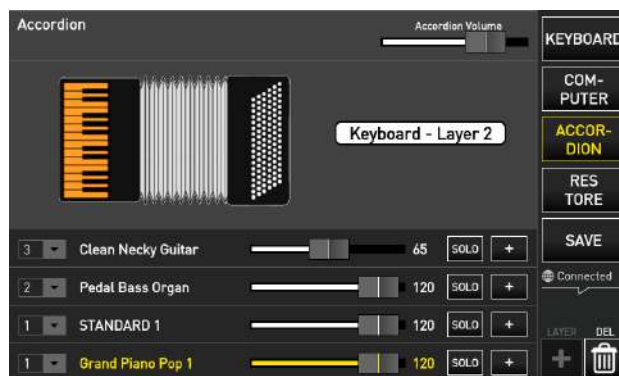 Accordion
Accordion Volume
KEYBOARD
COM-
PUTER
Keyboard - Layer 2
ACCOR-
DION
RES
TORE
SAVE
3 Clean Necky Guitar 65 SOLO +
Connected
2 Pedal Bass Organ 120 SOLO +
1 STANDARD 1 120 SOLO +
LAYER DEL
1 Grand Piano Pop 1 120 SOLO +
+